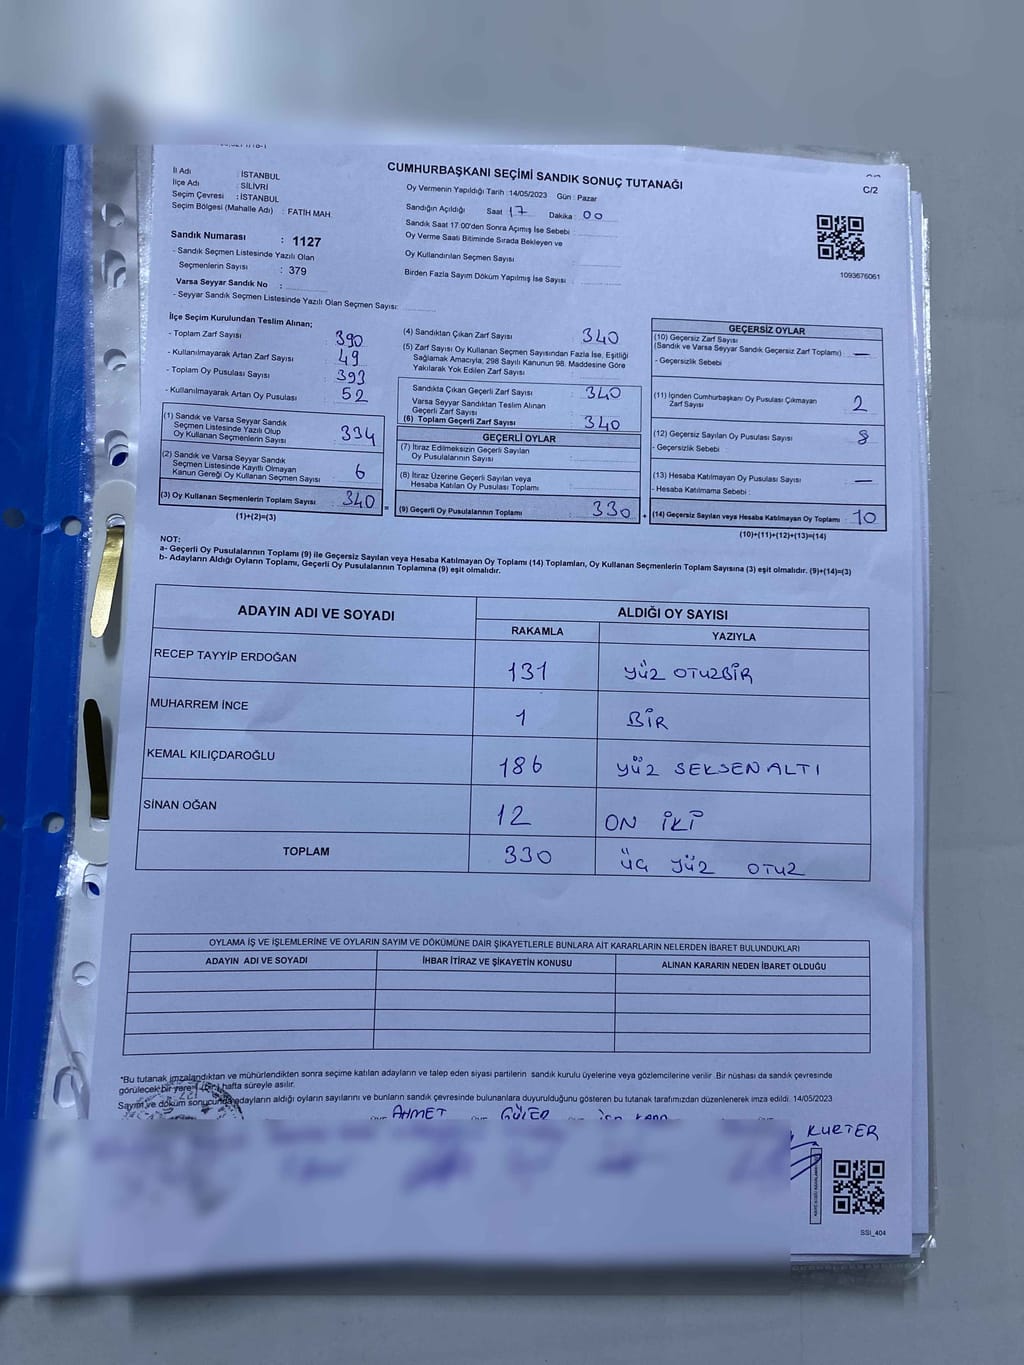 CUMHURBAŞKANI SEÇİMİ SANDIK SONUÇ TUTANAĞI
C/2
İl Adı : İSTANBUL
İlçe Adı : SİLİVRİ
Seçim Çevresi : İSTANBUL
Seçim Bölgesi (Mahalle Adı) : FATİH MAH.
Sandık Numarası : 1127
- Sandık Seçmen Listesinde Yazılı Olan
Seçmenlerin Sayısı : 379
Varsa Seyyar Sandık No :
- Seyyar Sandık Seçmen Listesinde Yazılı Olan Seçmen Sayısı:
Oy Vermenin Yapıldığı Tarih : 14/05/2023 Gün : Pazar
Sandığın Açıldığı Saat 17 Dakika : 00
Sandık Saat 17:00'den Sonra Açımış İse Sebebi :
Oy Verme Saati Bitiminde Sırada Bekleyen ve
Oy Kullandırılan Seçmen Sayısı :
Birden Fazla Sayım Döküm Yapılmış İse Sayısı :
1093676061
İlçe Seçim Kurulundan Teslim Alınan;
- Toplam Zarf Sayısı : 390
- Kullanılmayarak Artan Zarf Sayısı : 49
- Toplam Oy Pusulası Sayısı : 393
- Kullanılmayarak Artan Oy Pusulası : 52
(1) Sandık ve Varsa Seyyar Sandık
Seçmen Listesinde Yazılı Olup
Oy Kullanan Seçmenlerin Sayısı : 334
(2) Sandık ve Varsa Seyyar Sandık
Seçmen Listesinde Kayıtlı Olmayan
Kanun Gereği Oy Kullanan Seçmen Sayısı : 6
(3) Oy Kullanan Seçmenlerin Toplam Sayısı : 340
(1)+(2)=(3)
(4) Sandıktan Çıkan Zarf Sayısı : 340
(5) Zarf Sayısı Oy Kullanan Seçmen Sayısından Fazla İse, Eşitliği
Sağlamak Amacıyla, 298 Sayılı Kanunun 98. Maddesine Göre
Yakılarak Yok Edilen Zarf Sayısı :
Sandıkta Çıkan Geçerli Zarf Sayısı : 340
Varsa Seyyar Sandıktan Teslim Alınan
Geçerli Zarf Sayısı :
(6) Toplam Geçerli Zarf Sayısı : 340
GEÇERLİ OYLAR
(7) İtiraz Edilmeksizin Geçerli Sayılan
Oy Pusulalarının Sayısı :
(8) İtiraz Üzerine Geçerli Sayılan veya
Hesaba Katılan Oy Pusulası Toplamı :
= (9) Geçerli Oy Pusulalarının Toplamı : 330 +
GEÇERSİZ OYLAR
(10) Geçersiz Zarf Sayısı
(Sandık ve Varsa Seyyar Sandık Geçersiz Zarf Toplamı) : —
- Geçersizlik Sebebi :
(11) İçinden Cumhurbaşkanı Oy Pusulası Çıkmayan
Zarf Sayısı : 2
(12) Geçersiz Sayılan Oy Pusulası Sayısı : 8
- Geçersizlik Sebebi :
(13) Hesaba Katılmayan Oy Pusulası Sayısı : —
- Hesaba Katılmama Sebebi :
(14) Geçersiz Sayılan veya Hesaba Katılmayan Oy Toplamı : 10
(10)+(11)+(12)+(13)=(14)
NOT:
a- Geçerli Oy Pusulalarının Toplamı (9) ile Geçersiz Sayılan veya Hesaba Katılmayan Oy Toplamı (14) Toplamları, Oy Kullanan Seçmenlerin Toplam Sayısına (3) eşit olmalıdır. (9)+(14)=(3)
b- Adayların Aldığı Oyların Toplamı, Geçerli Oy Pusulalarının Toplamına (9) eşit olmalıdır.
ADAYIN ADI VE SOYADI ALDIĞI OY SAYISI
RAKAMLA YAZIYLA
RECEP TAYYİP ERDOĞAN 131 YÜZ OTUZBİR
MUHARREM İNCE 1 BİR
KEMAL KILIÇDAROĞLU 186 YÜZ SEKSEN ALTI
SİNAN OĞAN 12 ON İKİ
TOPLAM 330 ÜÇ YÜZ OTUZ
OYLAMA İŞ VE İŞLEMLERİNE VE OYLARIN SAYIM VE DÖKÜMÜNE DAİR ŞİKAYETLERLE BUNLARA AİT KARARLARIN NELERDEN İBARET BULUNDUKLARI
ADAYIN ADI VE SOYADI İHBAR İTİRAZ VE ŞİKAYETİN KONUSU ALINAN KARARIN NEDEN İBARET OLDUĞU
*Bu tutanak imzalandıktan ve mühürlendikten sonra seçime katılan adayların ve talep eden siyasi partilerin sandık kurulu üyelerine veya gözlemcilerine verilir .Bir nüshası da sandık çevresinde
görülecek bir yere 1 (Bir) hafta süreyle asılır.
Sayım ve döküm sonucunda adayların aldığı oyların sayılarını ve bunların sandık çevresinde bulunanlara duyurulduğunu gösteren bu tutanak tarafımızdan düzenlenerek imza edildi. 14/05/2023
AHMET GÜLER
KURTER
SSI_404